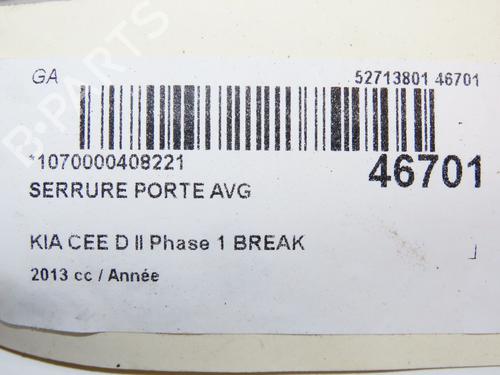 GA
52713801 46701
*1070000408221
46701
SERRURE PORTE AVG
KIA CEE D II Phase 1 BREAK
2013 cc / Année
B-PARTS